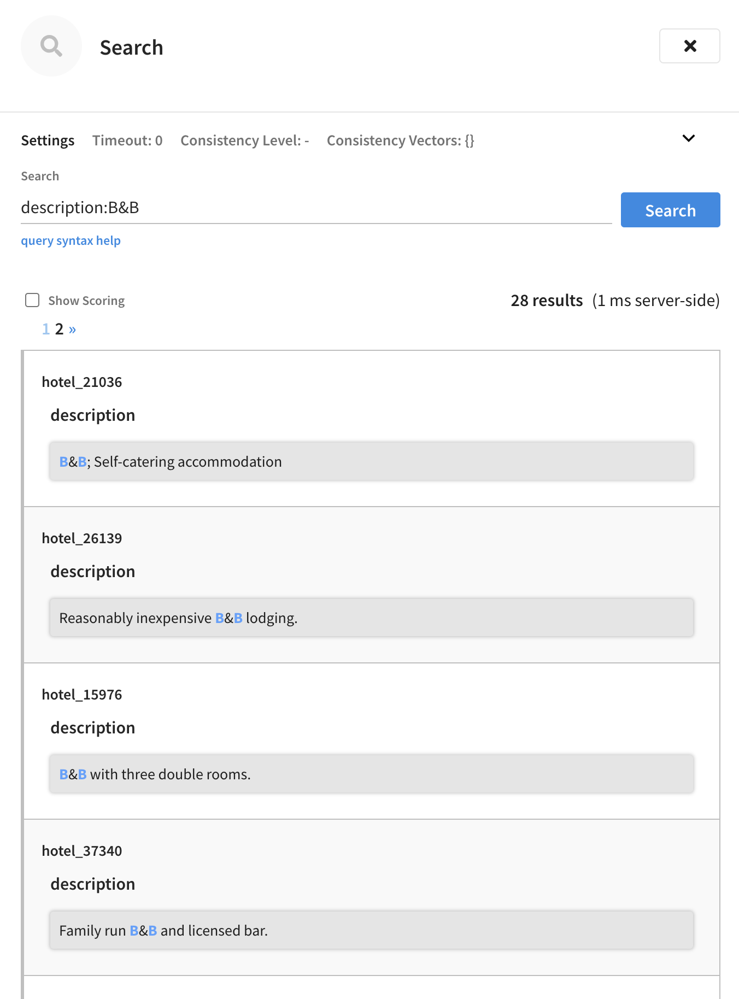 Search
Settings Timeout: 0 Consistency Level: - Consistency Vectors: {}
Search
description:B&B
Search
query syntax help
Show Scoring
28 results (1 ms server-side)
1 2 »
hotel_21036
description
B&B; Self-catering accommodation
hotel_26139
description
Reasonably inexpensive B&B lodging.
hotel_15976
description
B&B with three double rooms.
hotel_37340
description
Family run B&B and licensed bar.